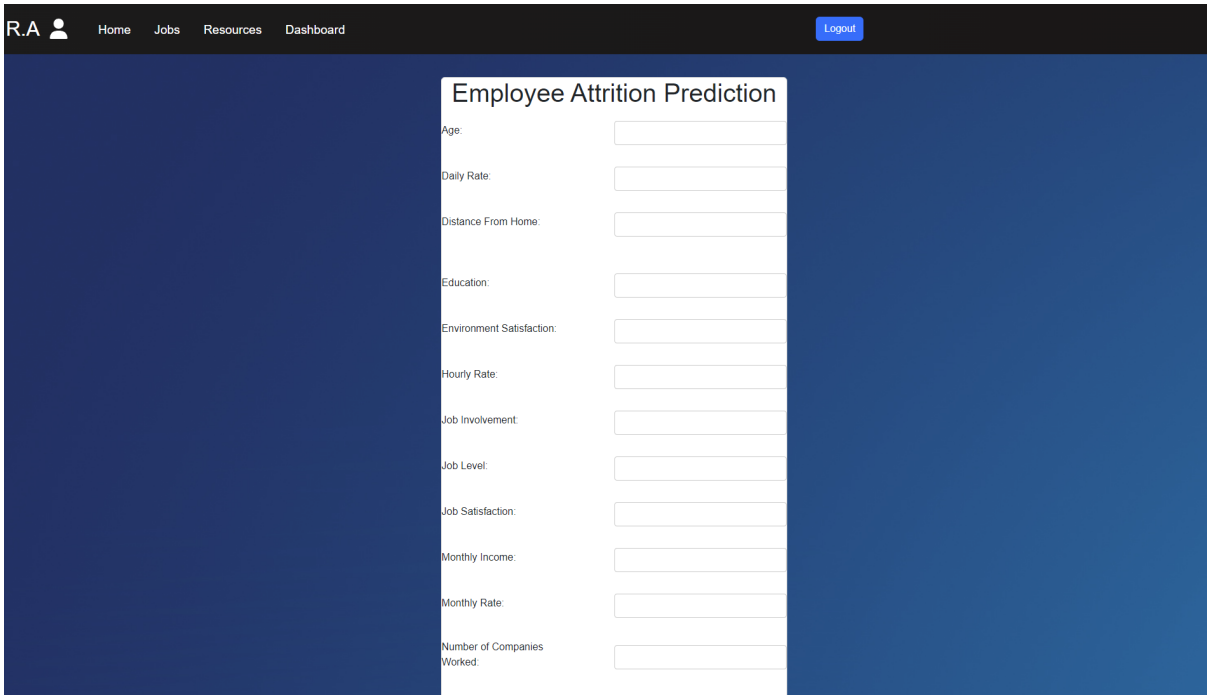 R.A Home Jobs Resources Dashboard Logout
Employee Attrition Prediction
Age:
Daily Rate:
Distance From Home:
Education:
Environment Satisfaction:
Hourly Rate:
Job Involvement:
Job Level:
Job Satisfaction:
Monthly Income:
Monthly Rate:
Number of Companies
Worked: